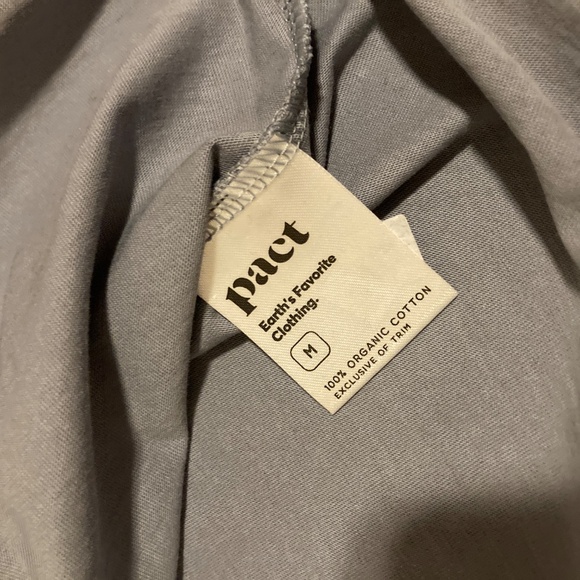 pact
Earth's Favorite
Clothing.
M
100% ORGANIC COTTON
EXCLUSIVE OF TRIM